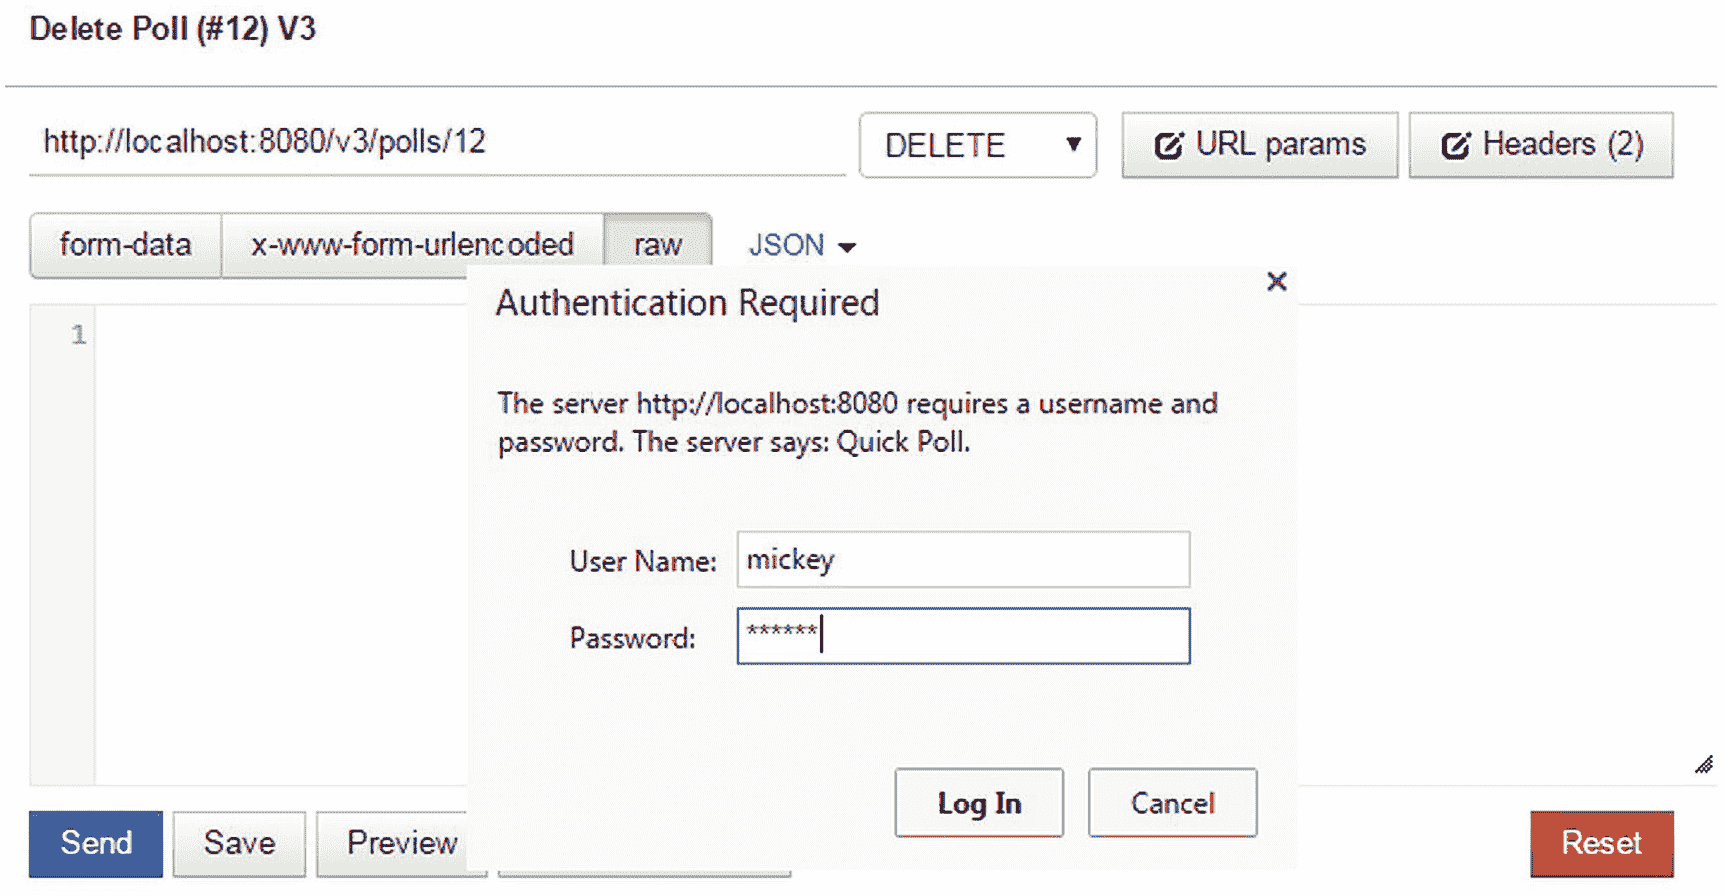 Delete Poll (#12) V3
http://localhost:8080/v3/polls/12
DELETE
URL params
Headers (2)
form-data
x-www-form-urlencoded
raw
JSON
1
Authentication Required
The server http://localhost:8080 requires a username and
password. The server says: Quick Poll.
User Name:
mickey
Password:
******
Log In
Cancel
Send
Save
Preview
Reset